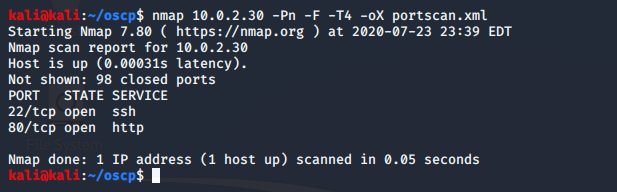 kali@kali:~/oscp$ nmap 10.0.2.30 -Pn -F -T4 -oX portscan.xml
Starting Nmap 7.80 ( https://nmap.org ) at 2020-07-23 23:39 EDT
Nmap scan report for 10.0.2.30
Host is up (0.00031s latency).
Not shown: 98 closed ports
PORT   STATE SERVICE
22/tcp open  ssh
80/tcp open  http
File System
Nmap done: 1 IP address (1 host up) scanned in 0.05 seconds
kali@kali:~/oscp$